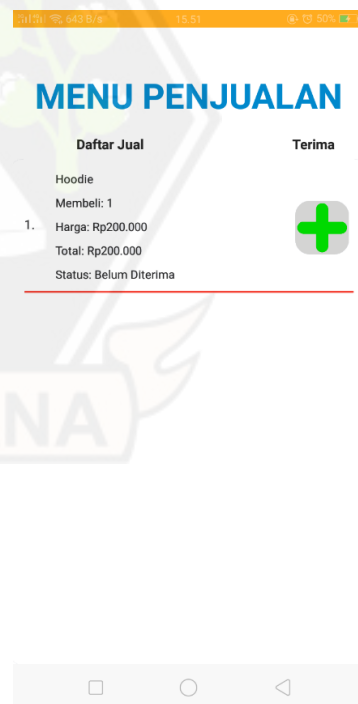 643 B/s 15.51 50%
MENU PENJUALAN
Daftar Jual Terima
Hoodie
Membeli: 1
1. Harga: Rp200.000
Total: Rp200.000
Status: Belum Diterima
NA